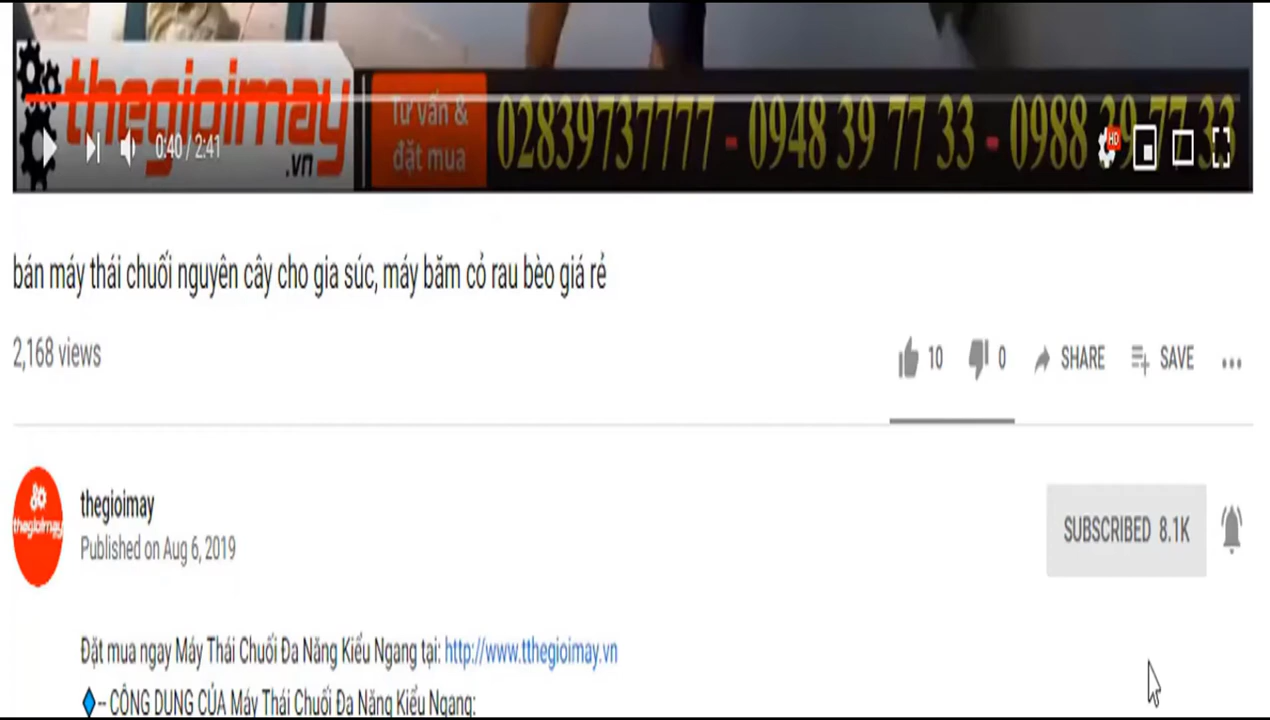 thegioimay
.vn
Tư vấn &
đặt mua
02839737777 - 0948 39 77 33 - 0988 39 77 33
0:40 / 2:41
HD
bán máy thái chuối nguyên cây cho gia súc, máy băm cỏ rau bèo giá rẻ
2,168 views
10 0 SHARE SAVE
thegioimay
thegioimay
Published on Aug 6, 2019
SUBSCRIBED 8.1K
Đặt mua ngay Máy Thái Chuối Đa Năng Kiểu Ngang tại: http://www.tthegioimay.vn
-- CÔNG DỤNG CỦA Máy Thái Chuối Đa Năng Kiểu Ngang: